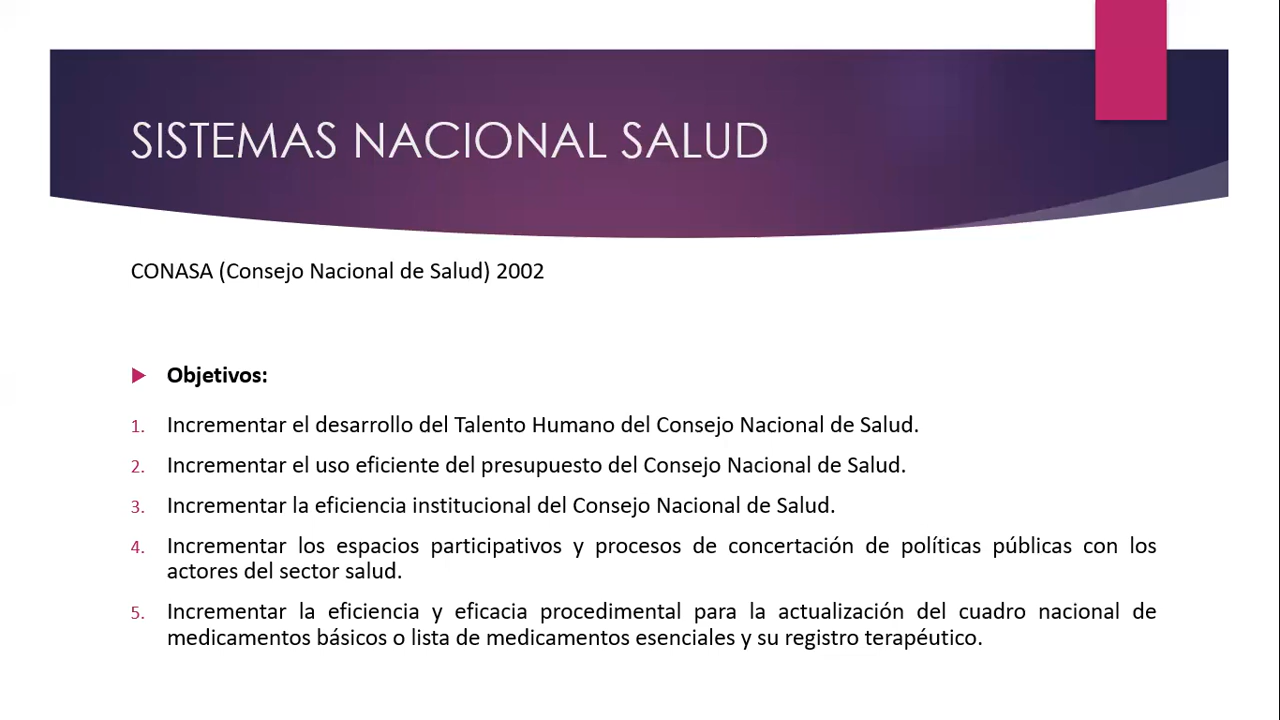 SISTEMAS NACIONAL SALUD
CONASA (Consejo Nacional de Salud) 2002
Objetivos:
1. Incrementar el desarrollo del Talento Humano del Consejo Nacional de Salud.
2. Incrementar el uso eficiente del presupuesto del Consejo Nacional de Salud.
3. Incrementar la eficiencia institucional del Consejo Nacional de Salud.
4. Incrementar los espacios participativos y procesos de concertación de políticas públicas con los
actores del sector salud.
5. Incrementar la eficiencia y eficacia procedimental para la actualización del cuadro nacional de
medicamentos básicos o lista de medicamentos esenciales y su registro terapéutico.